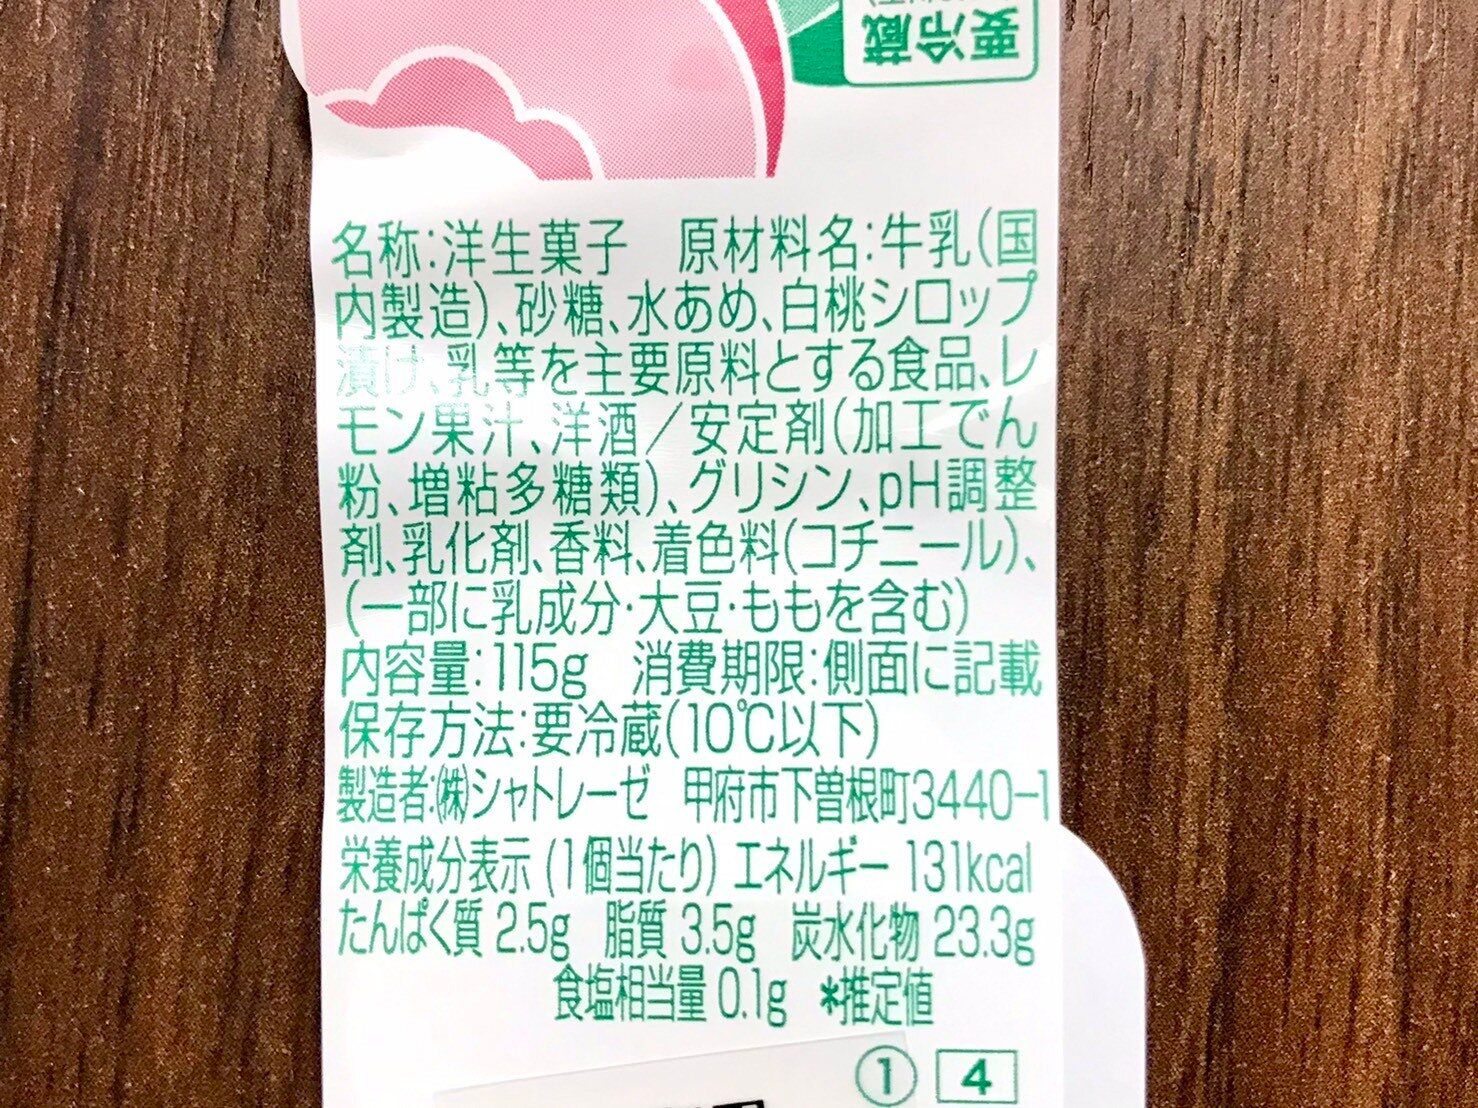 要冷蔵
名称:洋生菓子　原材料名:牛乳(国
内製造)、砂糖、水あめ、白桃シロップ
漬け、乳等を主要原料とする食品、レ
モン果汁、洋酒／安定剤(加工でん
粉、増粘多糖類)、グリシン、pH調整
剤、乳化剤、香料、着色料(コチニール)、
(一部に乳成分・大豆・ももを含む)
内容量:115g　消費期限:側面に記載
保存方法:要冷蔵(10℃以下)
製造者:㈱シャトレーゼ　甲府市下曽根町3440-1
栄養成分表示 (1個当たり) エネルギー 131kcal
たんぱく質 2.5g　脂質 3.5g　炭水化物 23.3g
食塩相当量 0.1g　*推定値
① 4